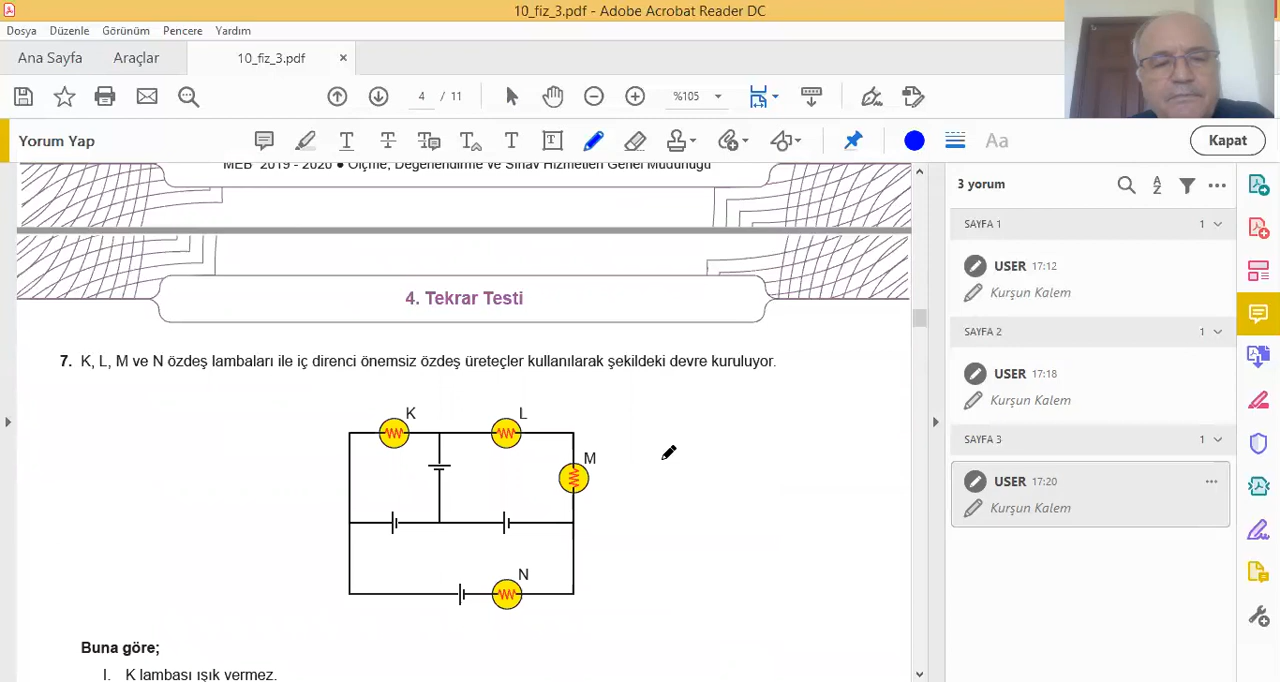 10_fiz_3.pdf - Adobe Acrobat Reader DC
Dosya Düzenle Görünüm Pencere Yardım
Ana Sayfa Araçlar 10_fiz_3.pdf ×
4 / 11 %105
Yorum Yap Aa Kapat
MEB 2019 - 2020 ● Ölçme, Değerlendirme ve Sınav Hizmetleri Genel Müdürlüğü
4. Tekrar Testi
7. K, L, M ve N özdeş lambaları ile iç direnci önemsiz özdeş üreteçler kullanılarak şekildeki devre kuruluyor.
K
L
M
N
Buna göre;
I. K lambası ışık vermez.
3 yorum
SAYFA 1 1
USER 17:12
Kurşun Kalem
SAYFA 2 1
USER 17:18
Kurşun Kalem
SAYFA 3 1
USER 17:20
Kurşun Kalem